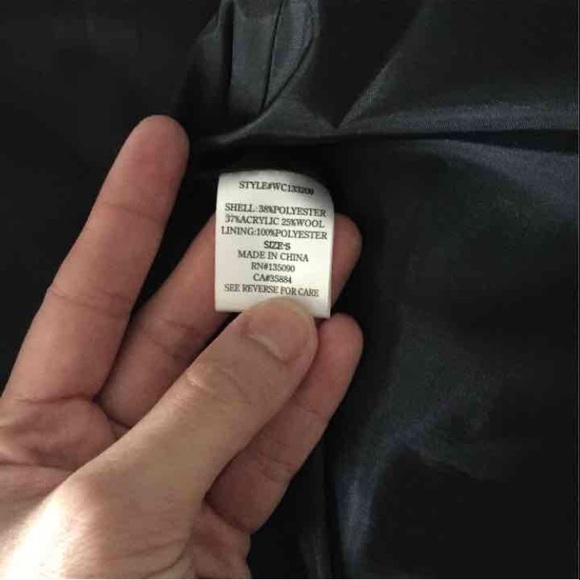 STYLE#WC133209
SHELL:38%POLYESTER
37%ACRYLIC 25%WOOL
LINING:100%POLYESTER
SIZE:S
MADE IN CHINA
RN#135090
CA#35884
SEE REVERSE FOR CARE